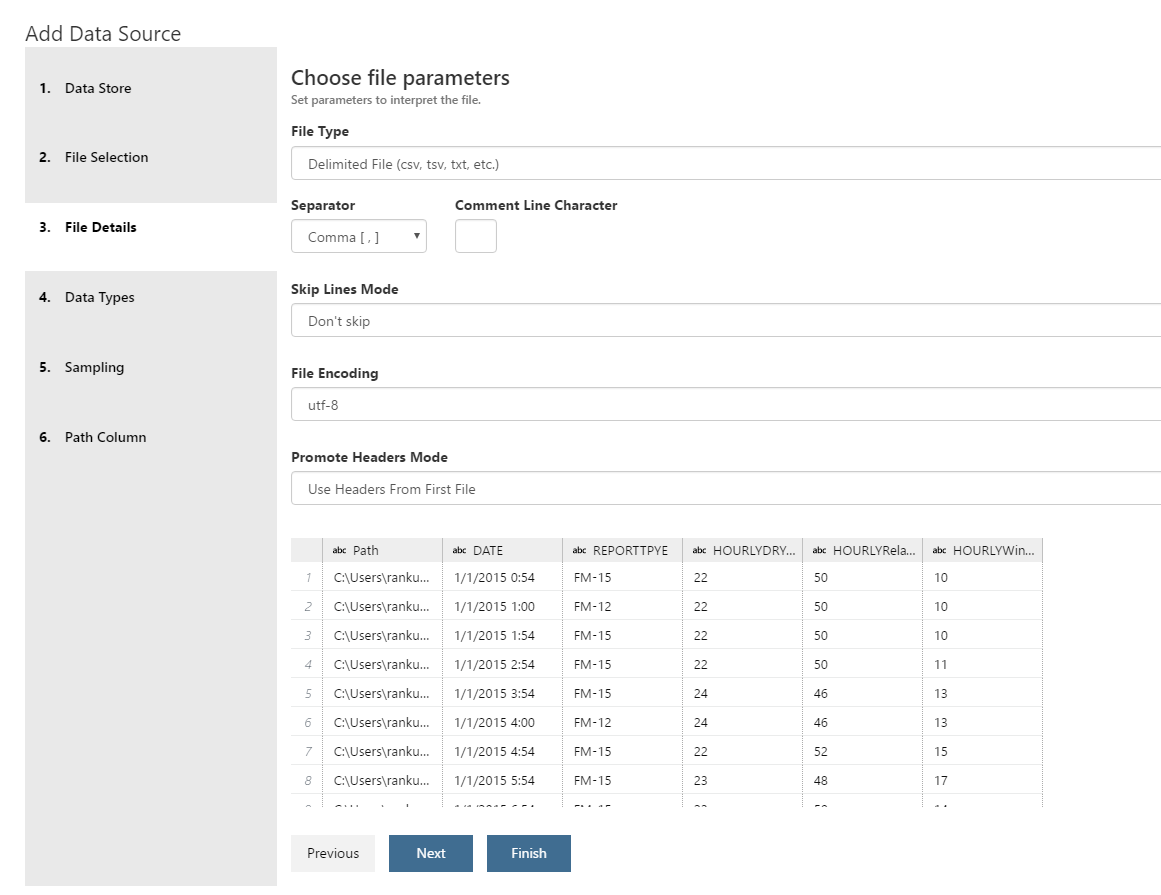 Add Data Source
1. Data Store
2. File Selection
3. File Details
4. Data Types
5. Sampling
6. Path Column
Choose file parameters
Set parameters to interpret the file.
File Type
Delimited File (csv, tsv, txt, etc.)
Separator Comment Line Character
Comma [ , ]
Skip Lines Mode
Don't skip
File Encoding
utf-8
Promote Headers Mode
Use Headers From First File
abc Path abc DATE abc REPORTTPYE abc HOURLYDRY... abc HOURLYRela... abc HOURLYWin...
1 C:\Users\ranku... 1/1/2015 0:54 FM-15 22 50 10
2 C:\Users\ranku... 1/1/2015 1:00 FM-12 22 50 10
3 C:\Users\ranku... 1/1/2015 1:54 FM-15 22 50 10
4 C:\Users\ranku... 1/1/2015 2:54 FM-15 22 50 11
5 C:\Users\ranku... 1/1/2015 3:54 FM-15 24 46 13
6 C:\Users\ranku... 1/1/2015 4:00 FM-12 24 46 13
7 C:\Users\ranku... 1/1/2015 4:54 FM-15 22 52 15
8 C:\Users\ranku... 1/1/2015 5:54 FM-15 23 48 17
Previous Next Finish